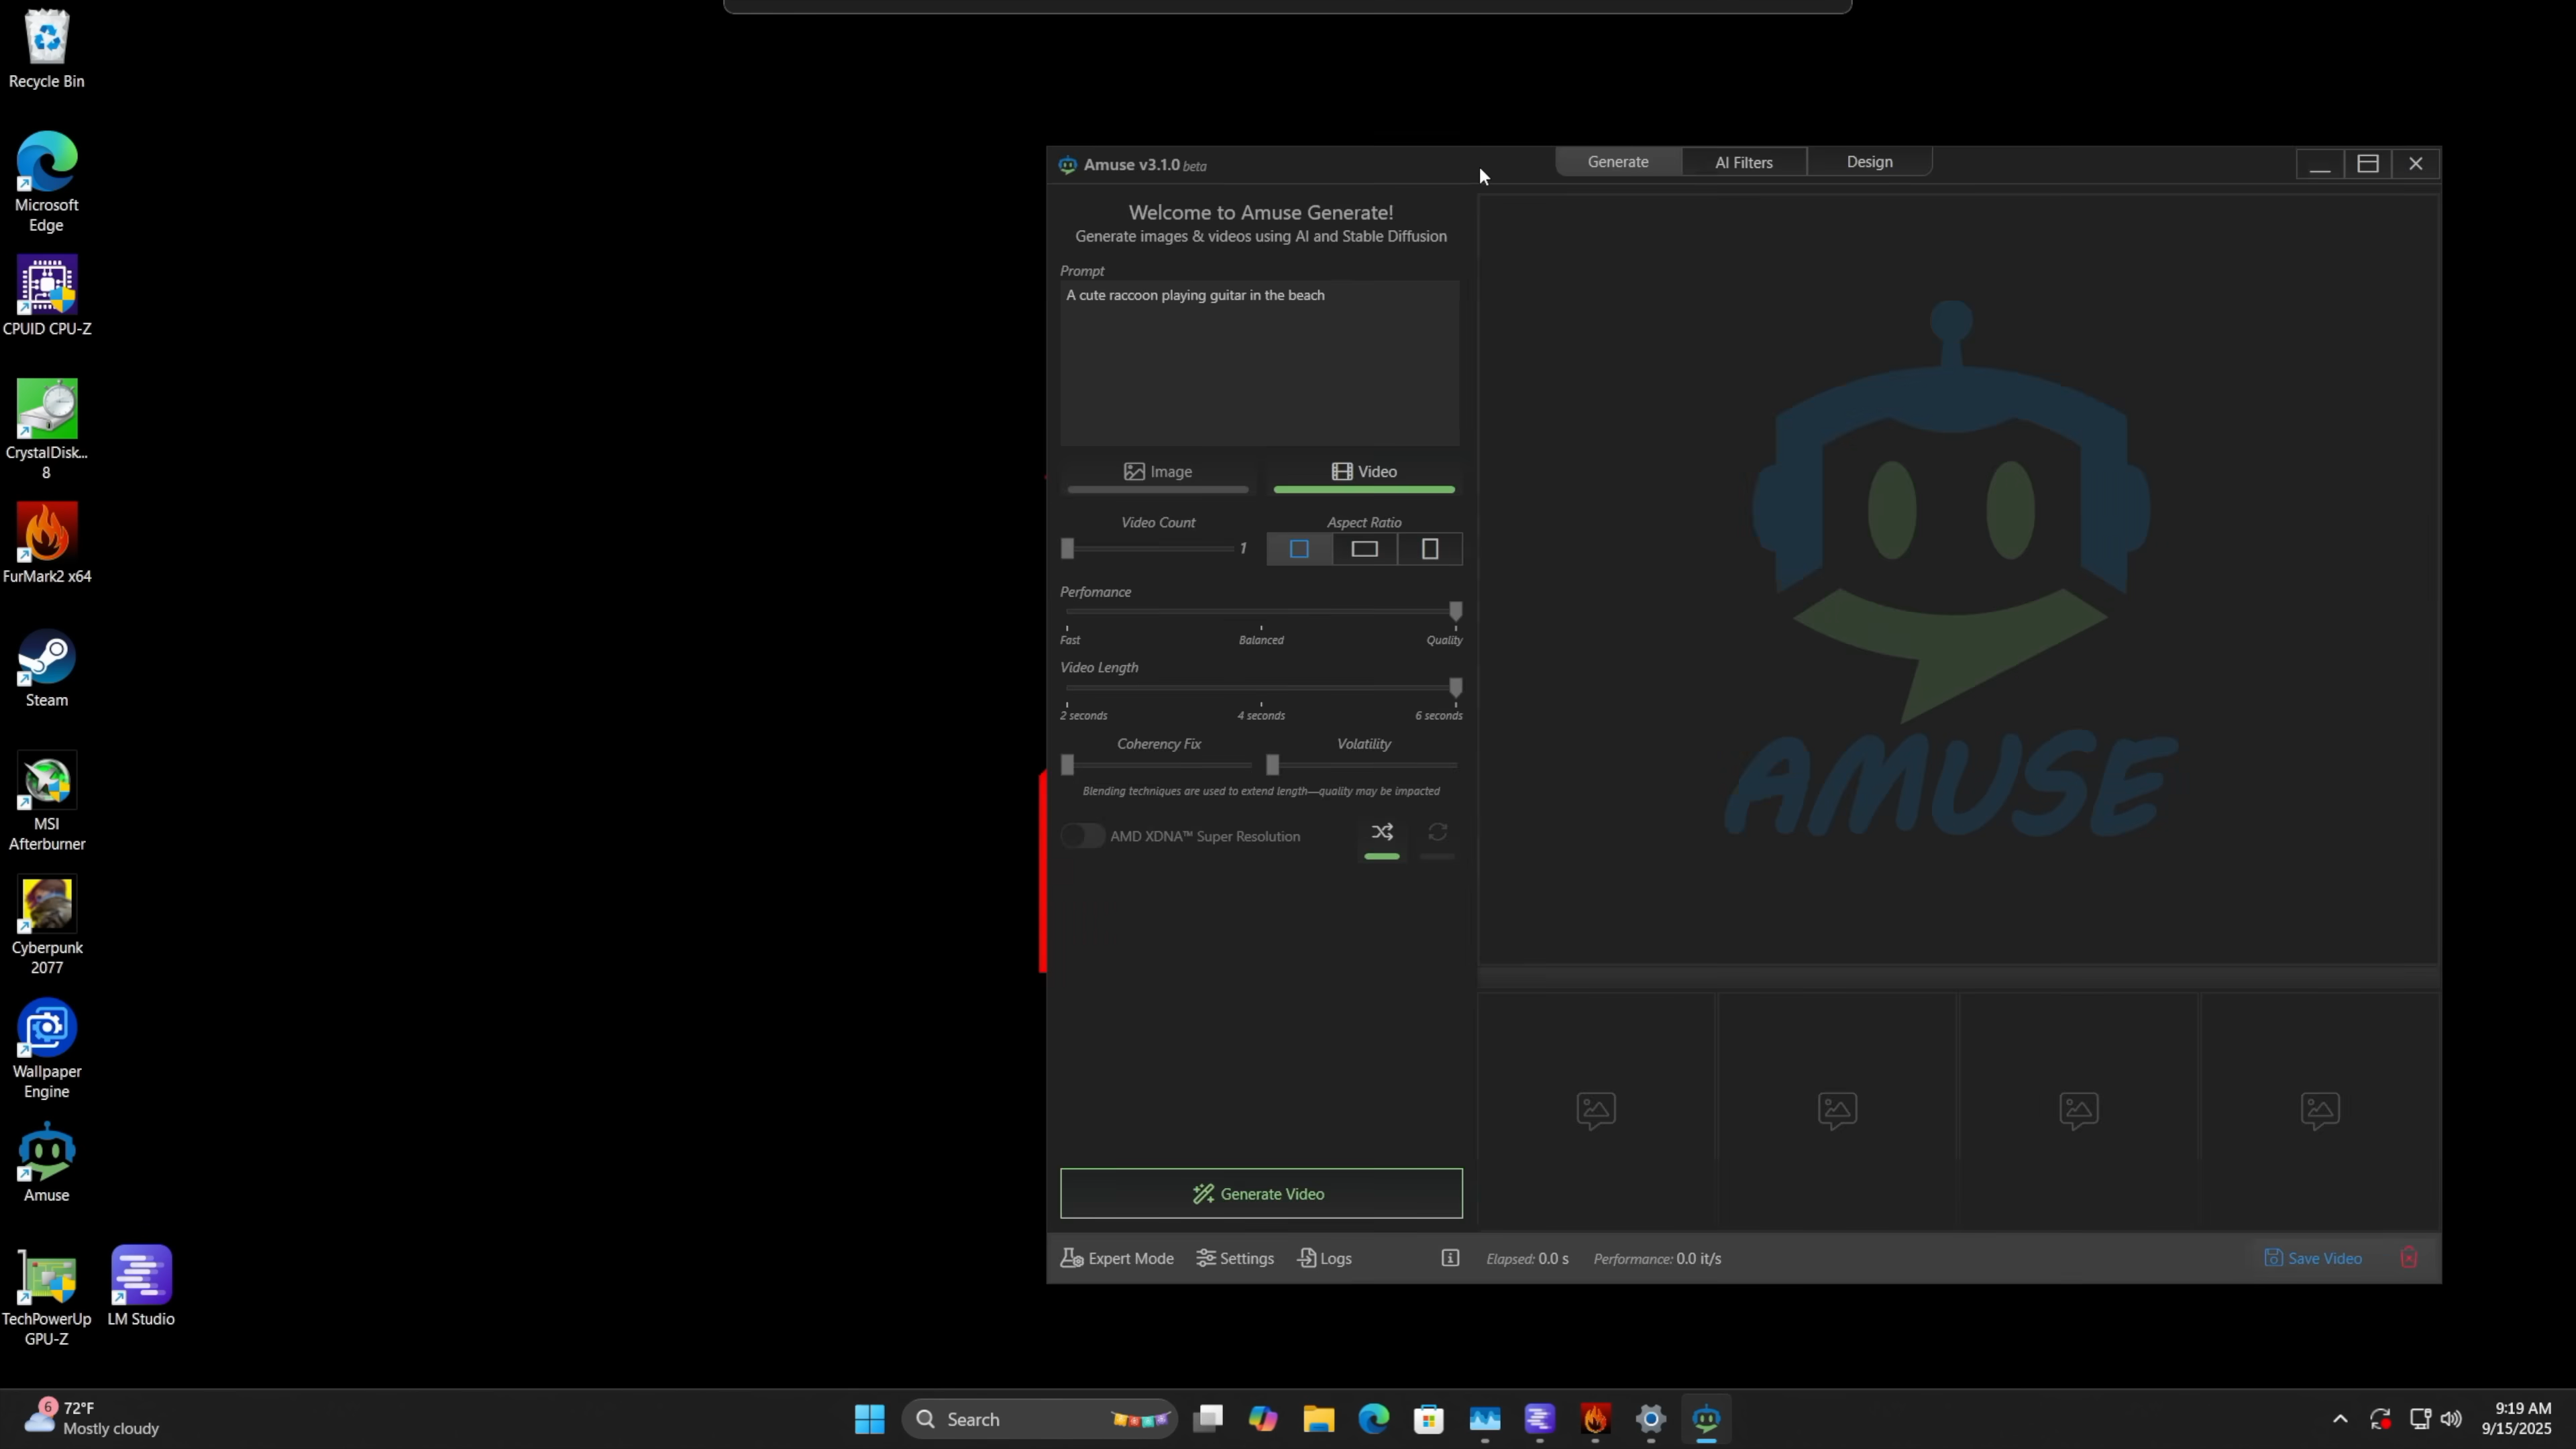 Recycle Bin
Microsoft
Edge
CPUID CPU-Z
CrystalDisk...
8
FurMark2 x64
Steam
MSI
Afterburner
Cyberpunk
2077
Wallpaper
Engine
Amuse
TechPowerUp
GPU-Z
LM Studio
Amuse v3.1.0 beta
Generate
AI Filters
Design
Welcome to Amuse Generate!
Generate images & videos using AI and Stable Diffusion
Prompt
A cute raccoon playing guitar in the beach
Image
Video
Video Count
Aspect Ratio
1
Perfomance
Fast
Balanced
Quality
Video Length
2 seconds
4 seconds
6 seconds
Coherency Fix
Volatility
Blending techniques are used to extend length—quality may be impacted
AMD XDNA™ Super Resolution
Generate Video
AMUSE
Expert Mode
Settings
Logs
Elapsed: 0.0 s
Performance: 0.0 it/s
Save Video
6
72°F
Mostly cloudy
Search
9:19 AM
9/15/2025